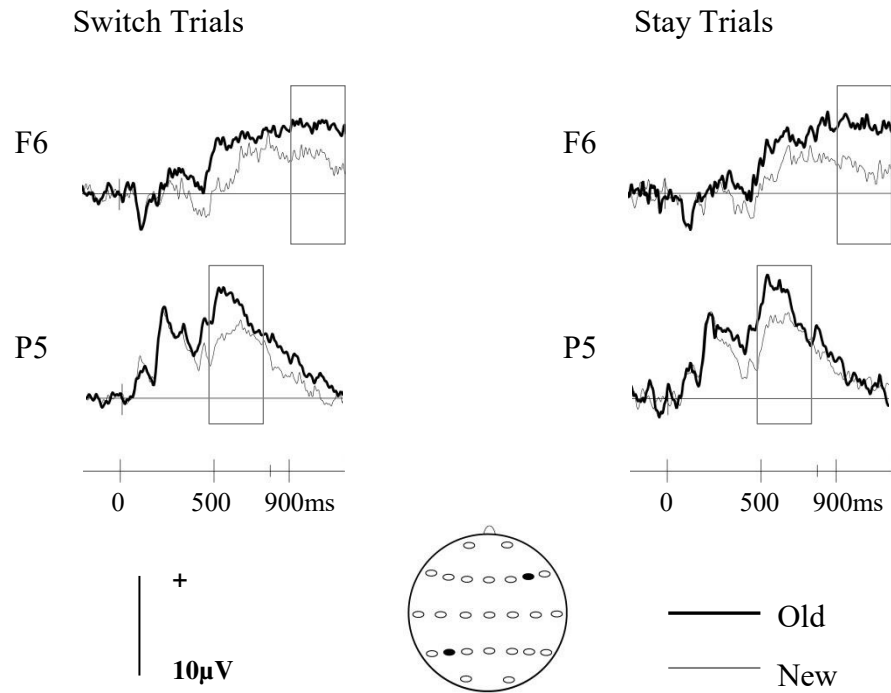 Switch Trials
Stay Trials
F6
F6
P5
P5
0 500 900ms
0 500 900ms
+
10µV
Old
New